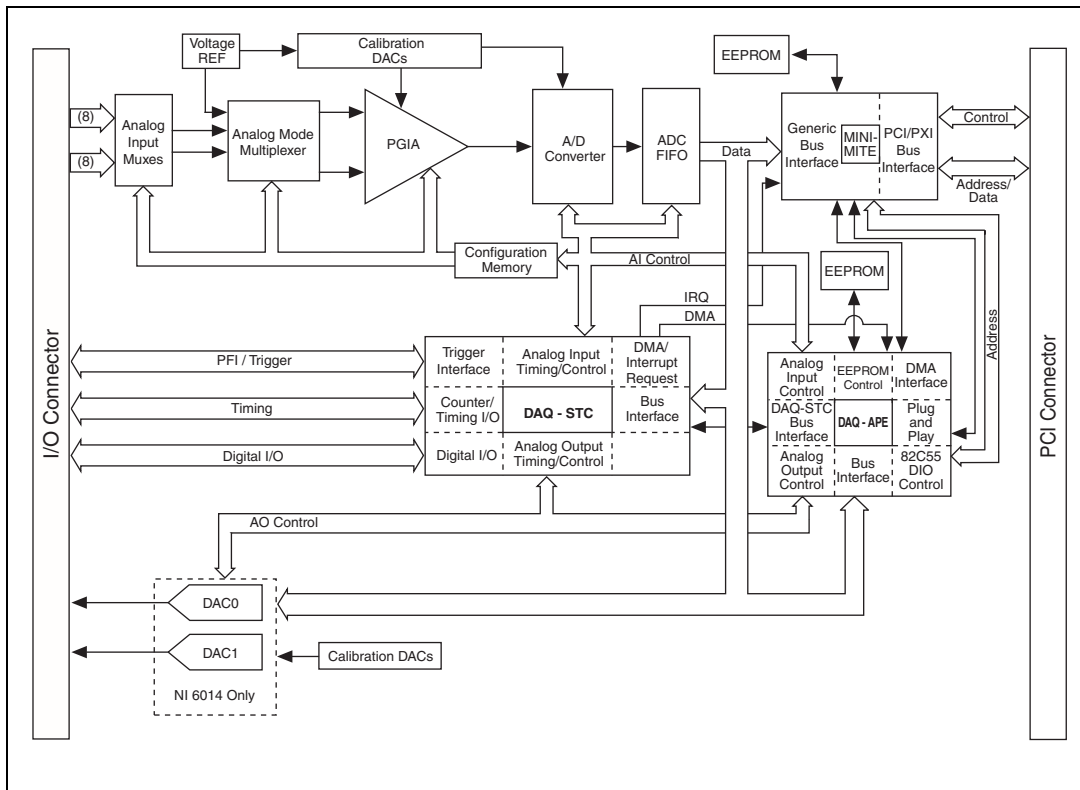 Voltage
REF
Calibration
DACs
EEPROM
(8)
(8)
Analog
Input
Muxes
Analog Mode
Multiplexer
PGIA
A/D
Converter
ADC
FIFO
Data
Generic
Bus
Interface
MINI-
MITE
PCI/PXI
Bus
Interface
Control
Address/
Data
Configuration
Memory
AI Control
EEPROM
IRQ
DMA
Address
I/O Connector
PCI Connector
PFI / Trigger
Timing
Digital I/O
Trigger
Interface
Analog Input
Timing/Control
DMA/
Interrupt
Request
Counter/
Timing I/O
DAQ - STC
Bus
Interface
Digital I/O
Analog Output
Timing/Control
Analog
Input
Control
EEPROM
Control
DMA
Interface
DAQ-STC
Bus
Interface
DAQ - APE
Plug
and
Play
Analog
Output
Control
Bus
Interface
82C55
DIO
Control
AO Control
DAC0
DAC1
Calibration DACs
NI 6014 Only